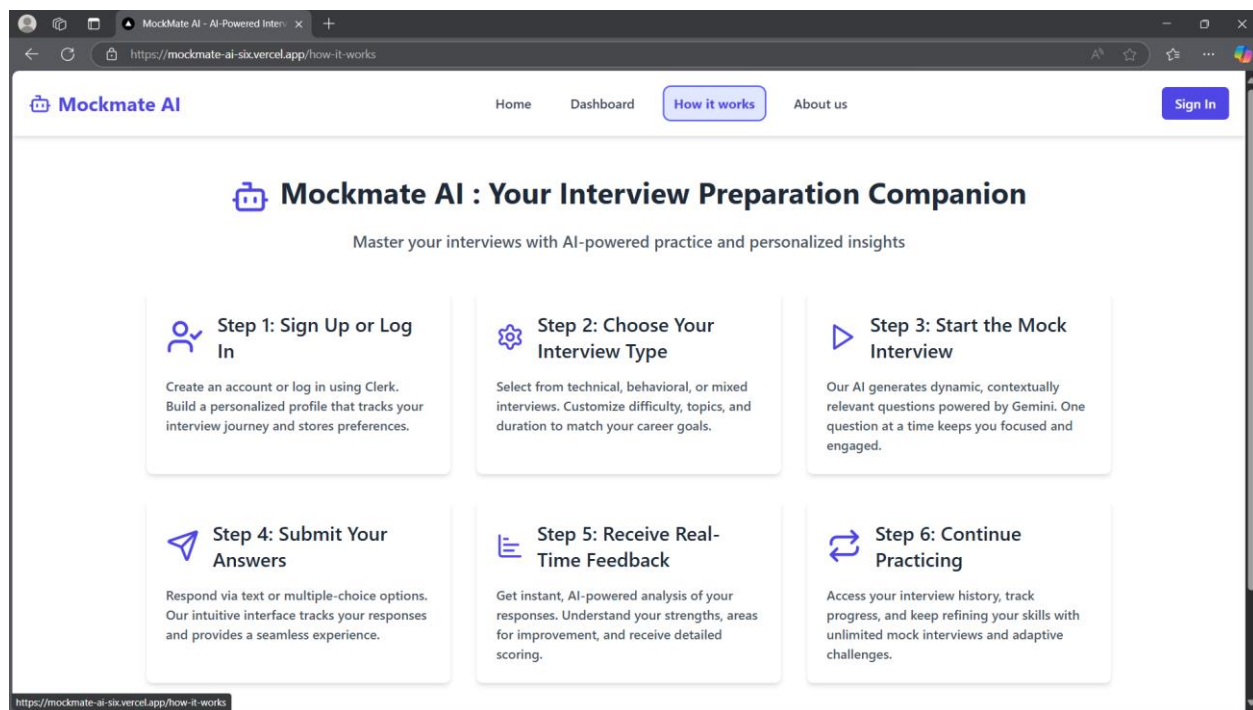 MockMate AI - AI-Powered Interv
https://mockmate-ai-six.vercel.app/how-it-works
Mockmate AI
Home
Dashboard
How it works
About us
Sign In
Mockmate AI : Your Interview Preparation Companion
Master your interviews with AI-powered practice and personalized insights
Step 1: Sign Up or Log
In
Create an account or log in using Clerk.
Build a personalized profile that tracks your
interview journey and stores preferences.
Step 2: Choose Your
Interview Type
Select from technical, behavioral, or mixed
interviews. Customize difficulty, topics, and
duration to match your career goals.
Step 3: Start the Mock
Interview
Our AI generates dynamic, contextually
relevant questions powered by Gemini. One
question at a time keeps you focused and
engaged.
Step 4: Submit Your
Answers
Respond via text or multiple-choice options.
Our intuitive interface tracks your responses
and provides a seamless experience.
Step 5: Receive Real-
Time Feedback
Get instant, AI-powered analysis of your
responses. Understand your strengths, areas
for improvement, and receive detailed
scoring.
Step 6: Continue
Practicing
Access your interview history, track
progress, and keep refining your skills with
unlimited mock interviews and adaptive
challenges.
https://mockmate-ai-six.vercel.app/how-it-works